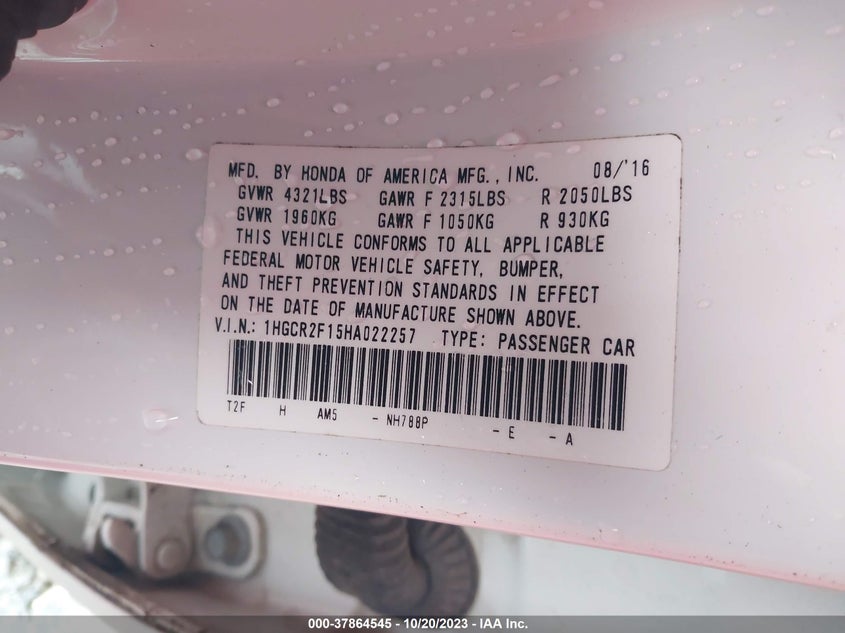 MFD. BY HONDA OF AMERICA MFG., INC. 08/'16
GVWR 4321LBS GAWR F 2315LBS R 2050LBS
GVWR 1960KG GAWR F 1050KG R 930KG
THIS VEHICLE CONFORMS TO ALL APPLICABLE
FEDERAL MOTOR VEHICLE SAFETY, BUMPER,
AND THEFT PREVENTION STANDARDS IN EFFECT
ON THE DATE OF MANUFACTURE SHOWN ABOVE.
V.I.N.: 1HGCR2F15HA022257 TYPE: PASSENGER CAR
T2F H AM5 - NH788P - E - A
000-37864545 / 10/20/2023 - IAA Inc.